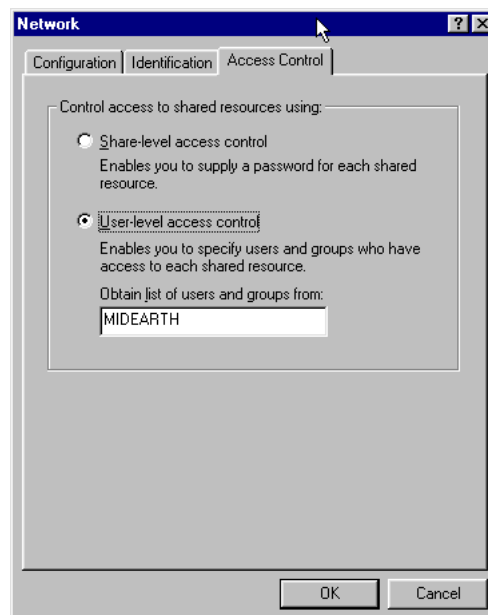 Network
Configuration Identification Access Control
Control access to shared resources using:
Share-level access control
Enables you to supply a password for each shared
resource.
User-level access control
Enables you to specify users and groups who have
access to each shared resource.
Obtain list of users and groups from:
MIDEARTH
OK Cancel